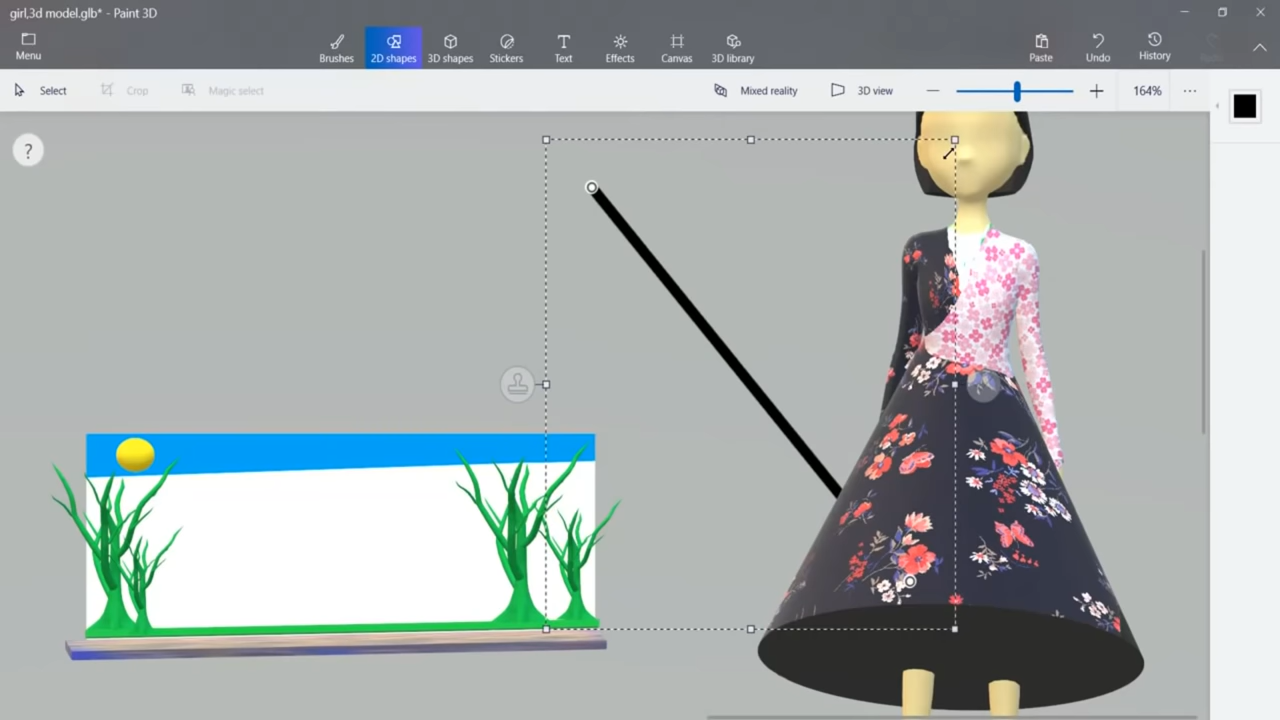 girl,3d model.glb* - Paint 3D
Menu
Brushes
2D shapes
3D shapes
Stickers
Text
Effects
Canvas
3D library
Paste
Undo
History
Select
Crop
Magic select
Mixed reality
3D view
164%
?